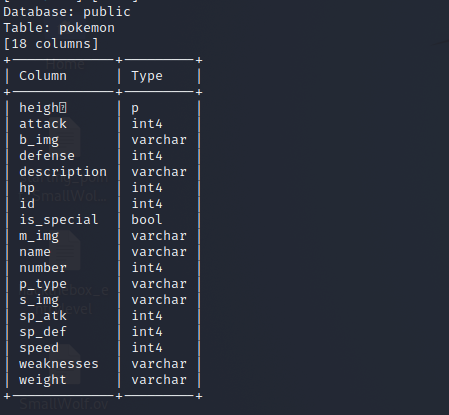 Database: public
Table: pokemon
[18 columns]
| Column | Type |
| heigh | p |
| attack | int4 |
| b_img | varchar |
| defense | int4 |
| description | varchar |
| hp | int4 |
| id | int4 |
| is_special | bool |
| m_img | varchar |
| name | varchar |
| number | int4 |
| p_type | varchar |
| s_img | varchar |
| sp_atk | int4 |
| sp_def | int4 |
| speed | int4 |
| weaknesses | varchar |
| weight | varchar |